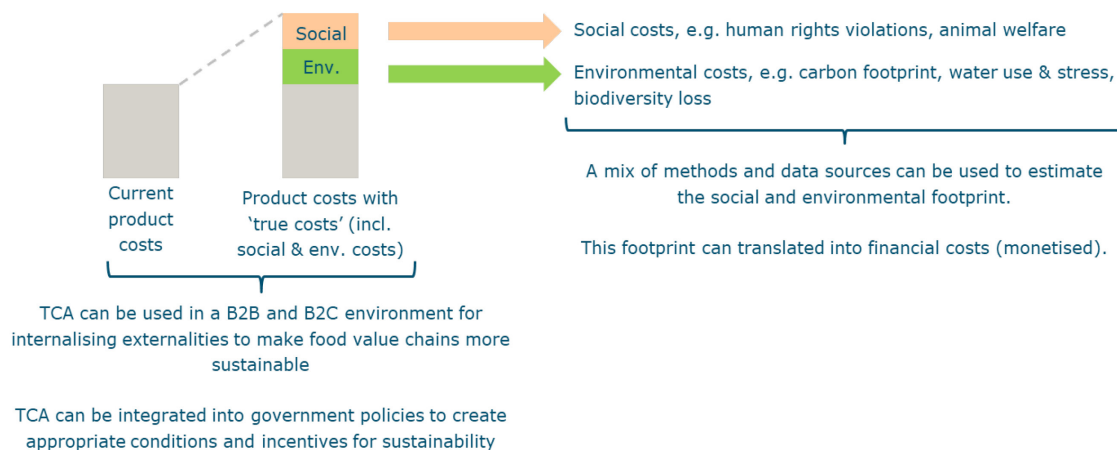 Social
Env.
Social costs, e.g. human rights violations, animal welfare
Environmental costs, e.g. carbon footprint, water use & stress,
biodiversity loss
A mix of methods and data sources can be used to estimate
the social and environmental footprint.
This footprint can translated into financial costs (monetised).
Current
product
costs
Product costs with
‘true costs’ (incl.
social & env. costs)
TCA can be used in a B2B and B2C environment for
internalising externalities to make food value chains more
sustainable
TCA can be integrated into government policies to create
appropriate conditions and incentives for sustainability